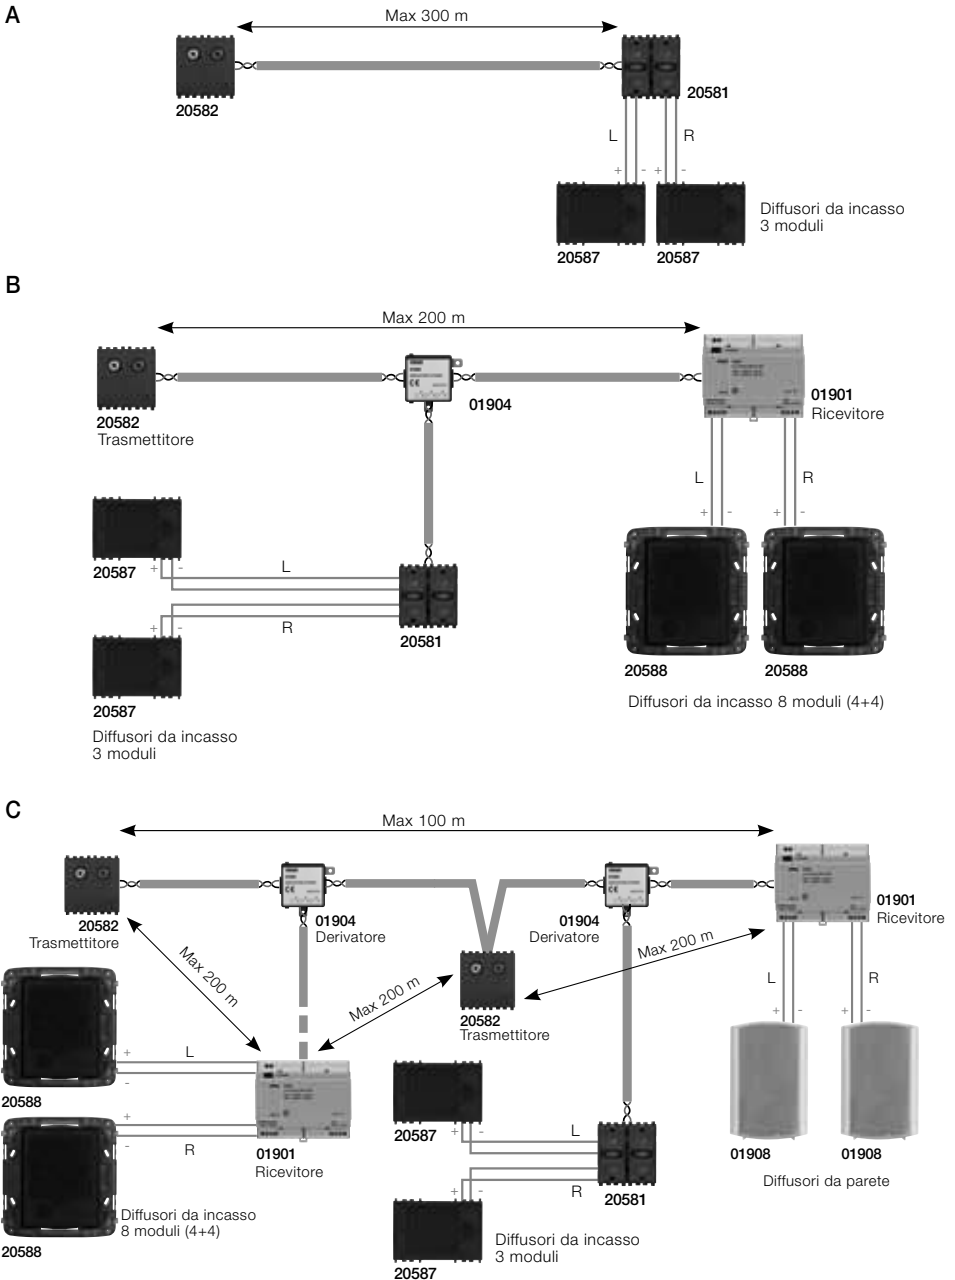 A
Max 300 m
20582
20581
L
R
+
-
+
-
Diffusori da incasso
3 moduli
20587
20587
B
Max 200 m
01904
01901
Ricevitore
20582
Trasmettitore
L
R
+
-
+
-
20587
+
-
L
R
+
-
20581
20587
20588
20588
Diffusori da incasso 8 moduli (4+4)
Diffusori da incasso
3 moduli
C
Max 100 m
20582
Trasmettitore
01904
Derivatore
01904
Derivatore
01901
Ricevitore
Max 200 m
Max 200 m
Max 200 m
20582
Trasmettitore
L
R
+
-
+
-
+
L
-
20588
+
R
-
01901
Ricevitore
20587
+
-
L
R
+
-
20581
01908
01908
Diffusori da parete
Diffusori da incasso
8 moduli (4+4)
20588
Diffusori da incasso
3 moduli
20587